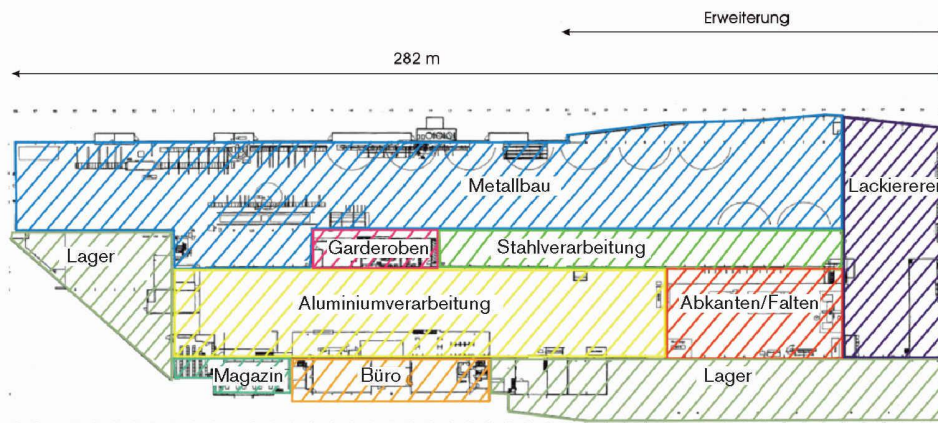 Erweiterung
282 m
Metallbau
Lackiererei
Lager
Garderoben
Stahlverarbeitung
Aluminiumverarbeitung
Abkanten/Falten
Magazin
Büro
Lager